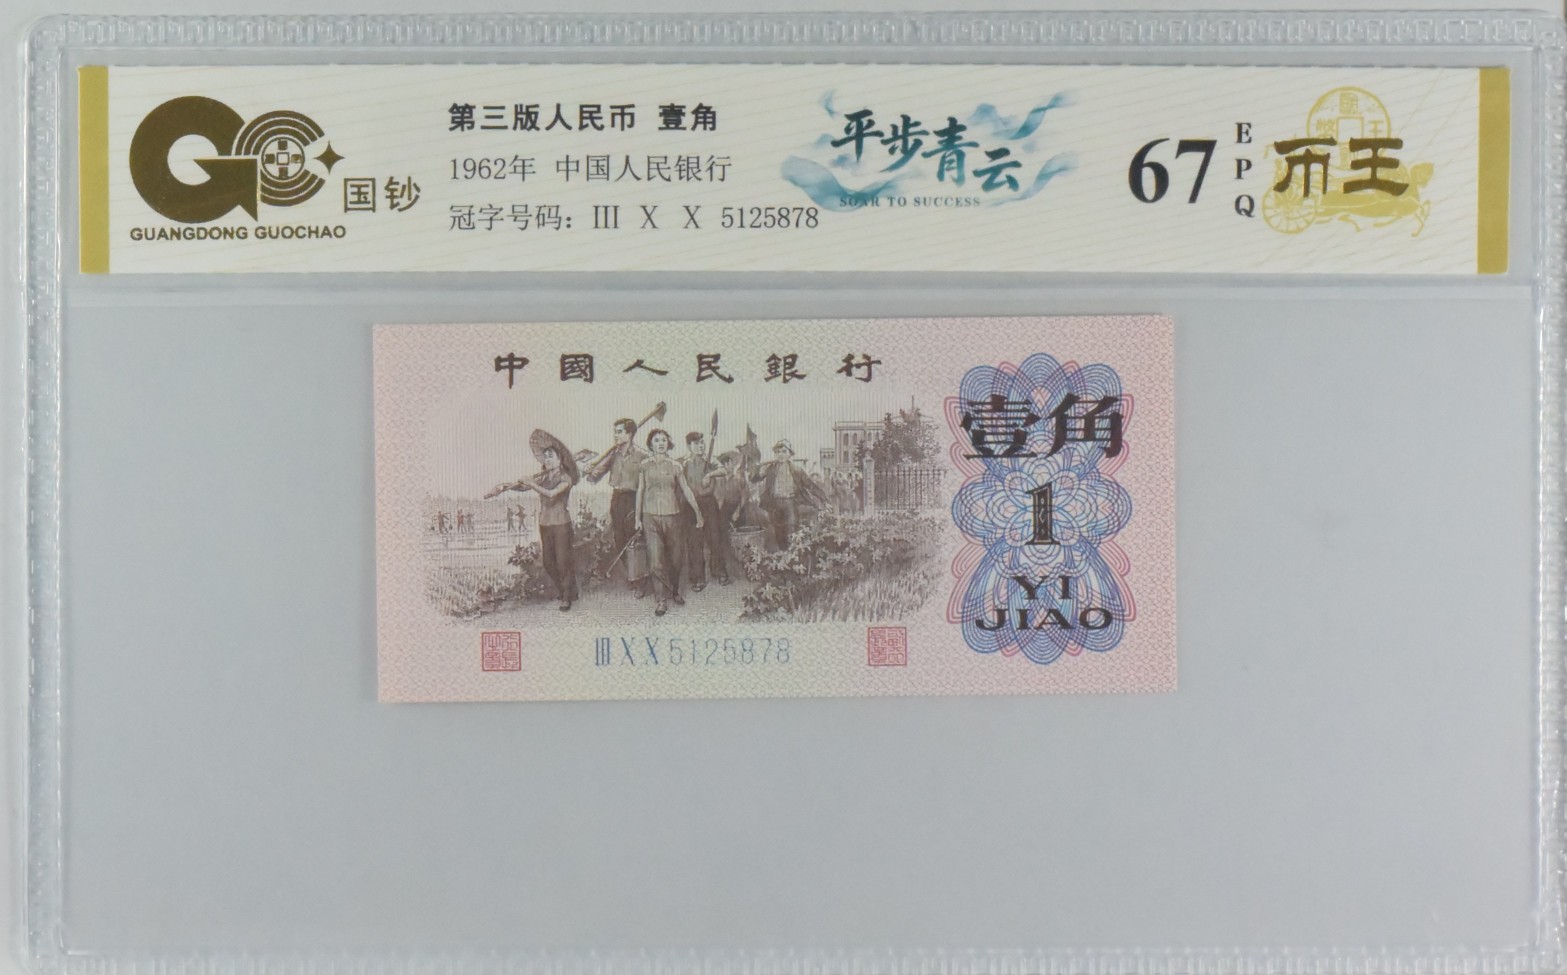 国钞
GUANGDONG GUOCHAO
第三版人民币 壹角
1962年 中国人民银行
冠字号码：Ⅲ X X 5125878
平步青云
SOAR TO SUCCESS
67
EPQ
币王
中國人民銀行
壹角
1
YI
JIAO
ⅢXX5125878